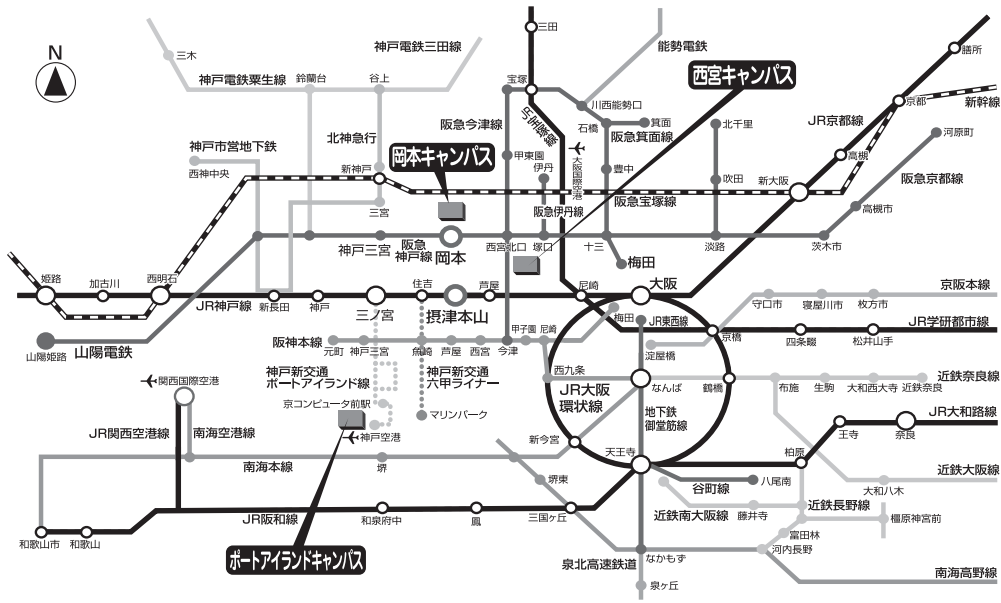 N
三木
神戸電鉄粟生線
神戸電鉄三田線
鈴蘭台
谷上
三田
宝塚
能勢電鉄
川西能勢口
西宮キャンパス
膳所
京都
新幹線
JR京都線
河原町
石橋
箕面
阪急箕面線
北千里
JR宝塚線
阪急今津線
北神急行
神戸市営地下鉄
西神中央
新神戸
岡本キャンパス
甲東園
伊丹
大阪国際空港
豊中
吹田
高槻
新大阪
阪急京都線
高槻市
三宮
阪急伊丹線
阪急宝塚線
神戸三宮
阪急
神戸線
岡本
西宮北口
塚口
十三
淡路
茨木市
梅田
姫路
加古川
西明石
住吉
芦屋
尼崎
大阪
京阪本線
JR神戸線
新長田
神戸
三ノ宮
摂津本山
守口市
寝屋川市
枚方市
梅田
JR東西線
JR学研都市線
京橋
四条畷
松井山手
山陽姫路
山陽電鉄
阪神本線
元町
神戸三宮
魚崎
芦屋
西宮
今津
甲子園
尼崎
淀屋橋
神戸新交通
ポートアイランド線
神戸新交通
六甲ライナー
西九条
JR大阪
環状線
なんば
鶴橋
布施
生駒
大和西大寺
近鉄奈良
近鉄奈良線
関西国際空港
京コンピュータ前駅
マリンパーク
神戸空港
地下鉄
御堂筋線
JR大和路線
王寺
奈良
JR関西空港線
南海空港線
新今宮
天王寺
柏原
南海本線
堺
堺東
谷町線
八尾南
近鉄大阪線
大和八木
近鉄南大阪線
藤井寺
近鉄長野線
橿原神宮前
富田林
河内長野
JR阪和線
和泉府中
鳳
三国ヶ丘
和歌山市
和歌山
ポートアイランドキャンパス
泉北高速鉄道
なかもず
泉ヶ丘
南海高野線